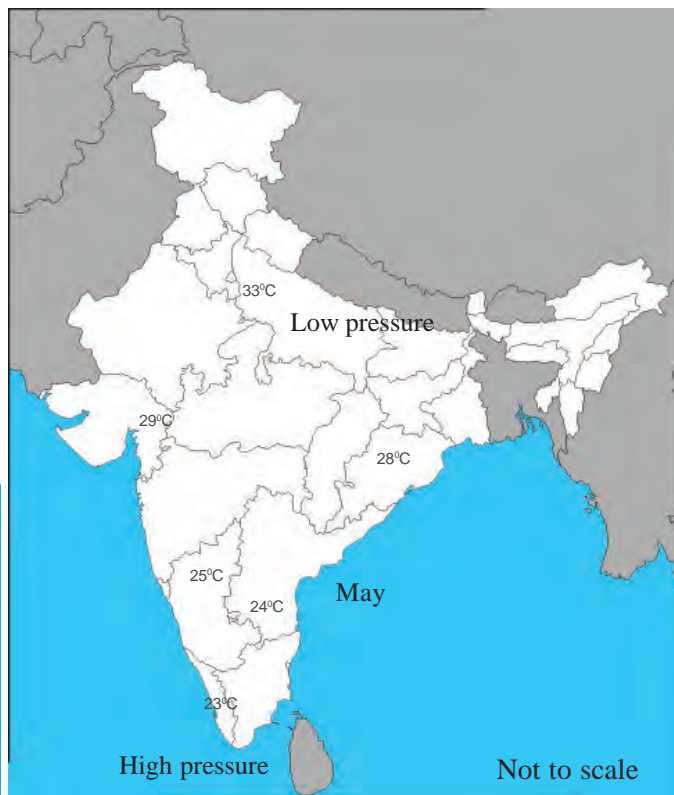 33⁰C
Low pressure
29⁰C
28⁰C
25⁰C
24⁰C
May
23⁰C
High pressure
Not to scale